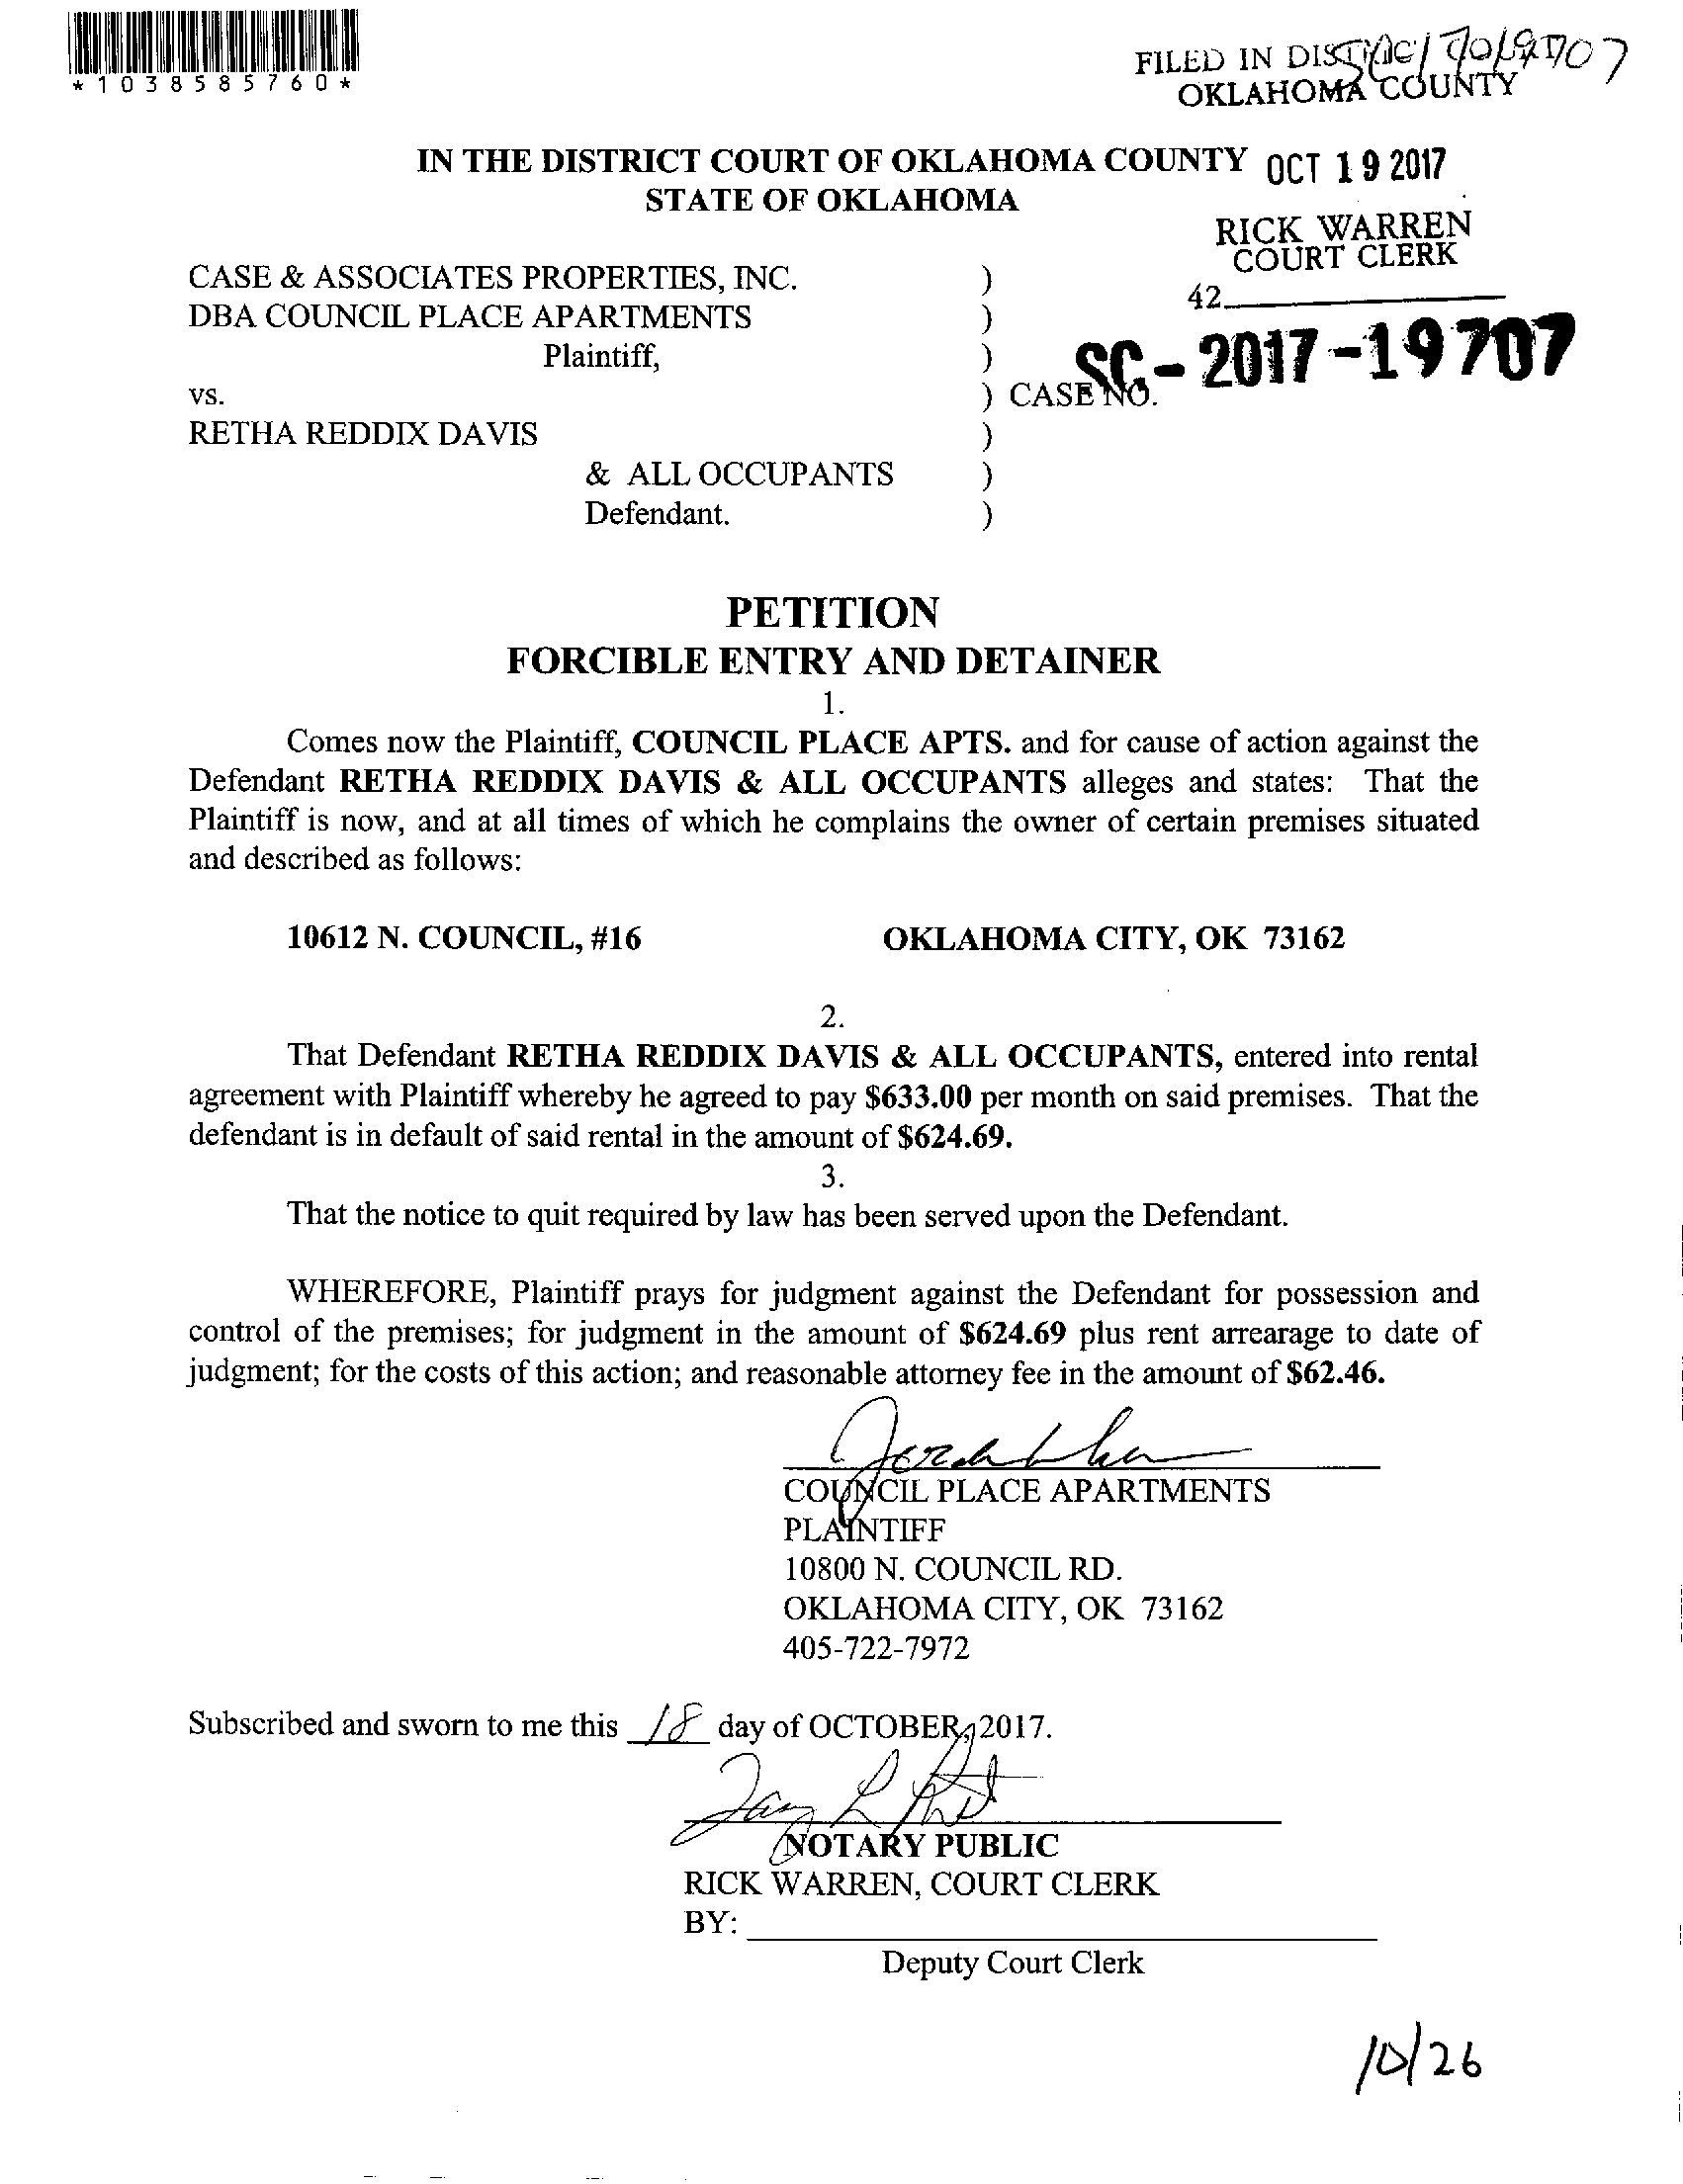 *1038585760*
FILED IN DISTRICT
OKLAHOMA COUNTY
IN THE DISTRICT COURT OF OKLAHOMA COUNTY OCT 19 2017
STATE OF OKLAHOMA
RICK WARREN
COURT CLERK
42
CASE & ASSOCIATES PROPERTIES, INC. )
DBA COUNCIL PLACE APARTMENTS )
Plaintiff, )
vs. ) CASE NO. SC-2017-19707
RETHA REDDIX DAVIS )
& ALL OCCUPANTS )
Defendant. )
PETITION
FORCIBLE ENTRY AND DETAINER
1.
Comes now the Plaintiff, COUNCIL PLACE APTS. and for cause of action against the
Defendant RETHA REDDIX DAVIS & ALL OCCUPANTS alleges and states: That the
Plaintiff is now, and at all times of which he complains the owner of certain premises situated
and described as follows:
10612 N. COUNCIL, #16 OKLAHOMA CITY, OK 73162
2.
That Defendant RETHA REDDIX DAVIS & ALL OCCUPANTS, entered into rental
agreement with Plaintiff whereby he agreed to pay $633.00 per month on said premises. That the
defendant is in default of said rental in the amount of $624.69.
3.
That the notice to quit required by law has been served upon the Defendant.
WHEREFORE, Plaintiff prays for judgment against the Defendant for possession and
control of the premises; for judgment in the amount of $624.69 plus rent arrearage to date of
judgment; for the costs of this action; and reasonable attorney fee in the amount of $62.46.
COUNCIL PLACE APARTMENTS
PLAINTIFF
10800 N. COUNCIL RD.
OKLAHOMA CITY, OK 73162
405-722-7972
Subscribed and sworn to me this 18 day of OCTOBER, 2017.
NOTARY PUBLIC
RICK WARREN, COURT CLERK
BY:
Deputy Court Clerk
10/26